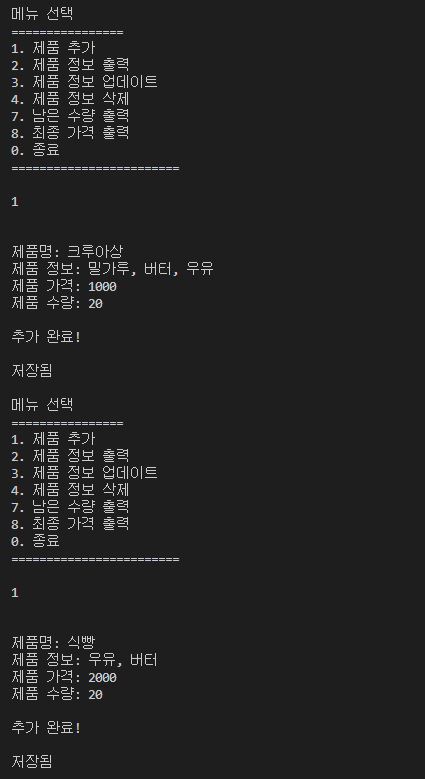 메뉴 선택
================
1. 제품 추가
2. 제품 정보 출력
3. 제품 정보 업데이트
4. 제품 정보 삭제
7. 남은 수량 출력
8. 최종 가격 출력
0. 종료
========================
1
제품명: 크루아상
제품 정보: 밀가루, 버터, 우유
제품 가격: 1000
제품 수량: 20
추가 완료!
저장됨
메뉴 선택
================
1. 제품 추가
2. 제품 정보 출력
3. 제품 정보 업데이트
4. 제품 정보 삭제
7. 남은 수량 출력
8. 최종 가격 출력
0. 종료
========================
1
제품명: 식빵
제품 정보: 우유, 버터
제품 가격: 2000
제품 수량: 20
추가 완료!
저장됨